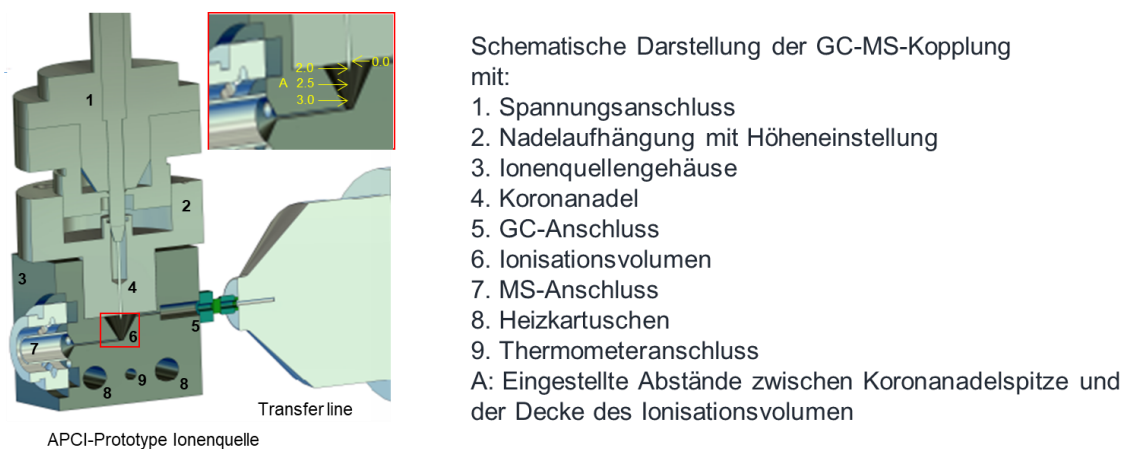 1
2
3
4
5
6
7
8
9
8
2.0
0.0
A 2.5
3.0
Transferline
APCI-Prototype Ionenquelle
Schematische Darstellung der GC-MS-Kopplung
mit:
1. Spannungsanschluss
2. Nadelaufhängung mit Höheneinstellung
3. Ionenquellengehäuse
4. Koronanadel
5. GC-Anschluss
6. Ionisationsvolumen
7. MS-Anschluss
8. Heizkartuschen
9. Thermometeranschluss
A: Eingestellte Abstände zwischen Koronanadelspitze und
der Decke des Ionisationsvolumen